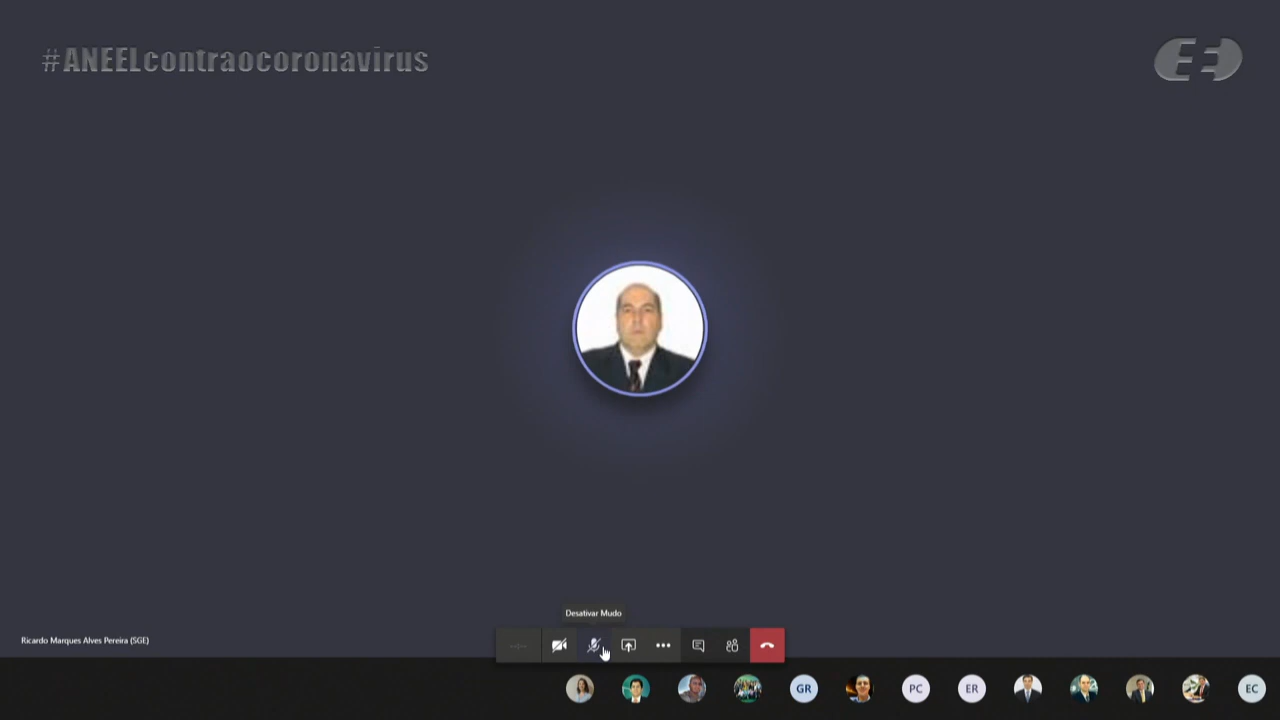 #ANEELcontraocoronavirus
Desativar Mudo
Ricardo Marques Alves Pereira (SGE)
GR
PC
ER
EC